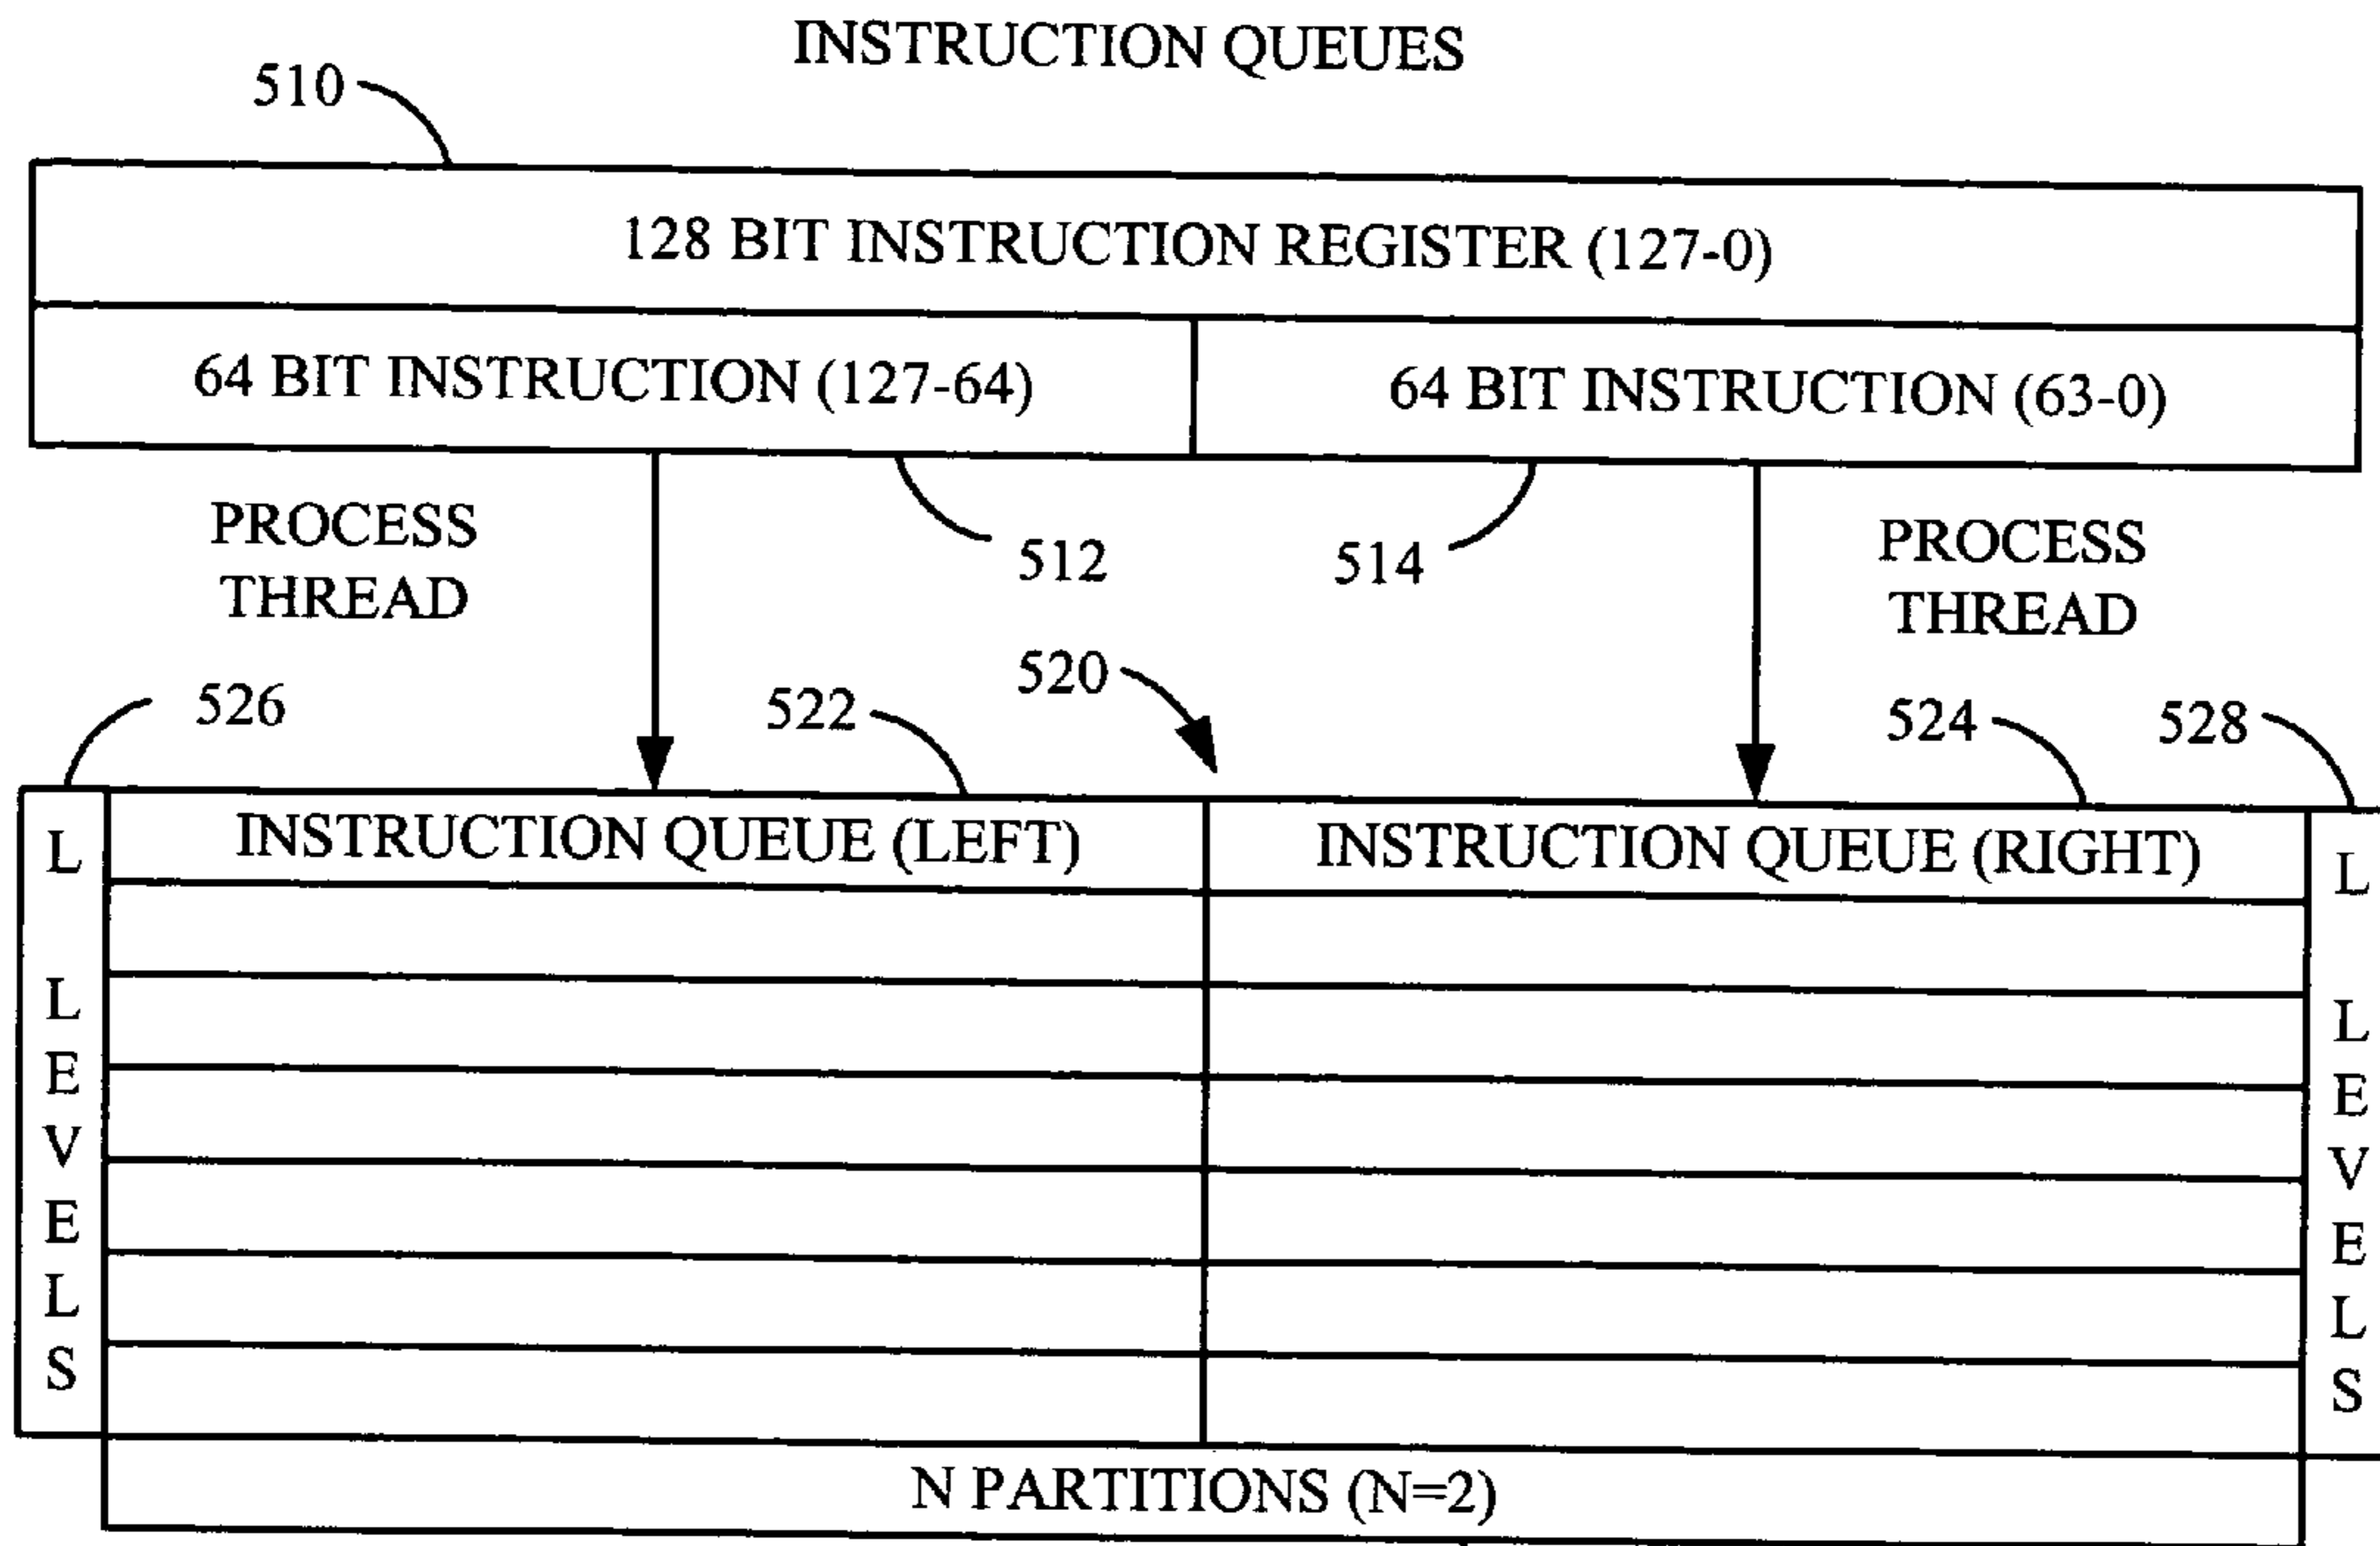 INSTRUCTION QUEUES
510
128 BIT INSTRUCTION REGISTER (127-0)
64 BIT INSTRUCTION (127-64)
64 BIT INSTRUCTION (63-0)
PROCESS
THREAD
512
514
PROCESS
THREAD
526
522
520
524
528
INSTRUCTION QUEUE (LEFT)
INSTRUCTION QUEUE (RIGHT)
L LEVELS
L LEVELS
N PARTITIONS (N=2)